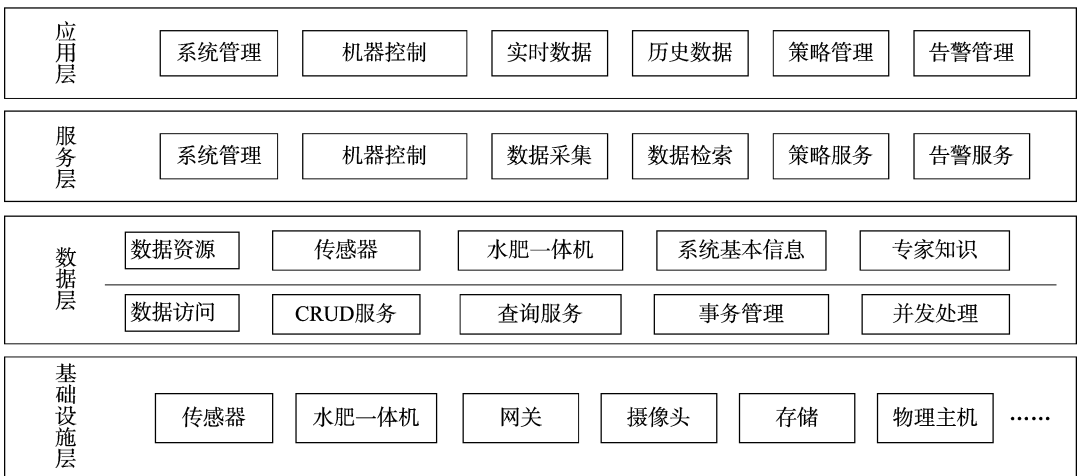 应用层
系统管理 机器控制 实时数据 历史数据 策略管理 告警管理
服务层
系统管理 机器控制 数据采集 数据检索 策略服务 告警服务
数据层
数据资源 传感器 水肥一体机 系统基本信息 专家知识
数据访问 CRUD服务 查询服务 事务管理 并发处理
基础设施层
传感器 水肥一体机 网关 摄像头 存储 物理主机 ……